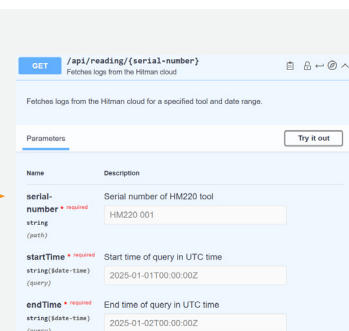 GET /api/reading/{serial-number}
Fetches logs from the Hitman cloud
Fetches logs from the Hitman cloud for a specified tool and date range.
Parameters
Try it out
Name Description
serial-number * required Serial number of HM220 tool
string HM220 001
(path)
startTime * required Start time of query in UTC time
string($date-time) 2025-01-01T00:00:00Z
(query)
endTime * required End time of query in UTC time
string($date-time) 2025-01-02T00:00:00Z
(query)